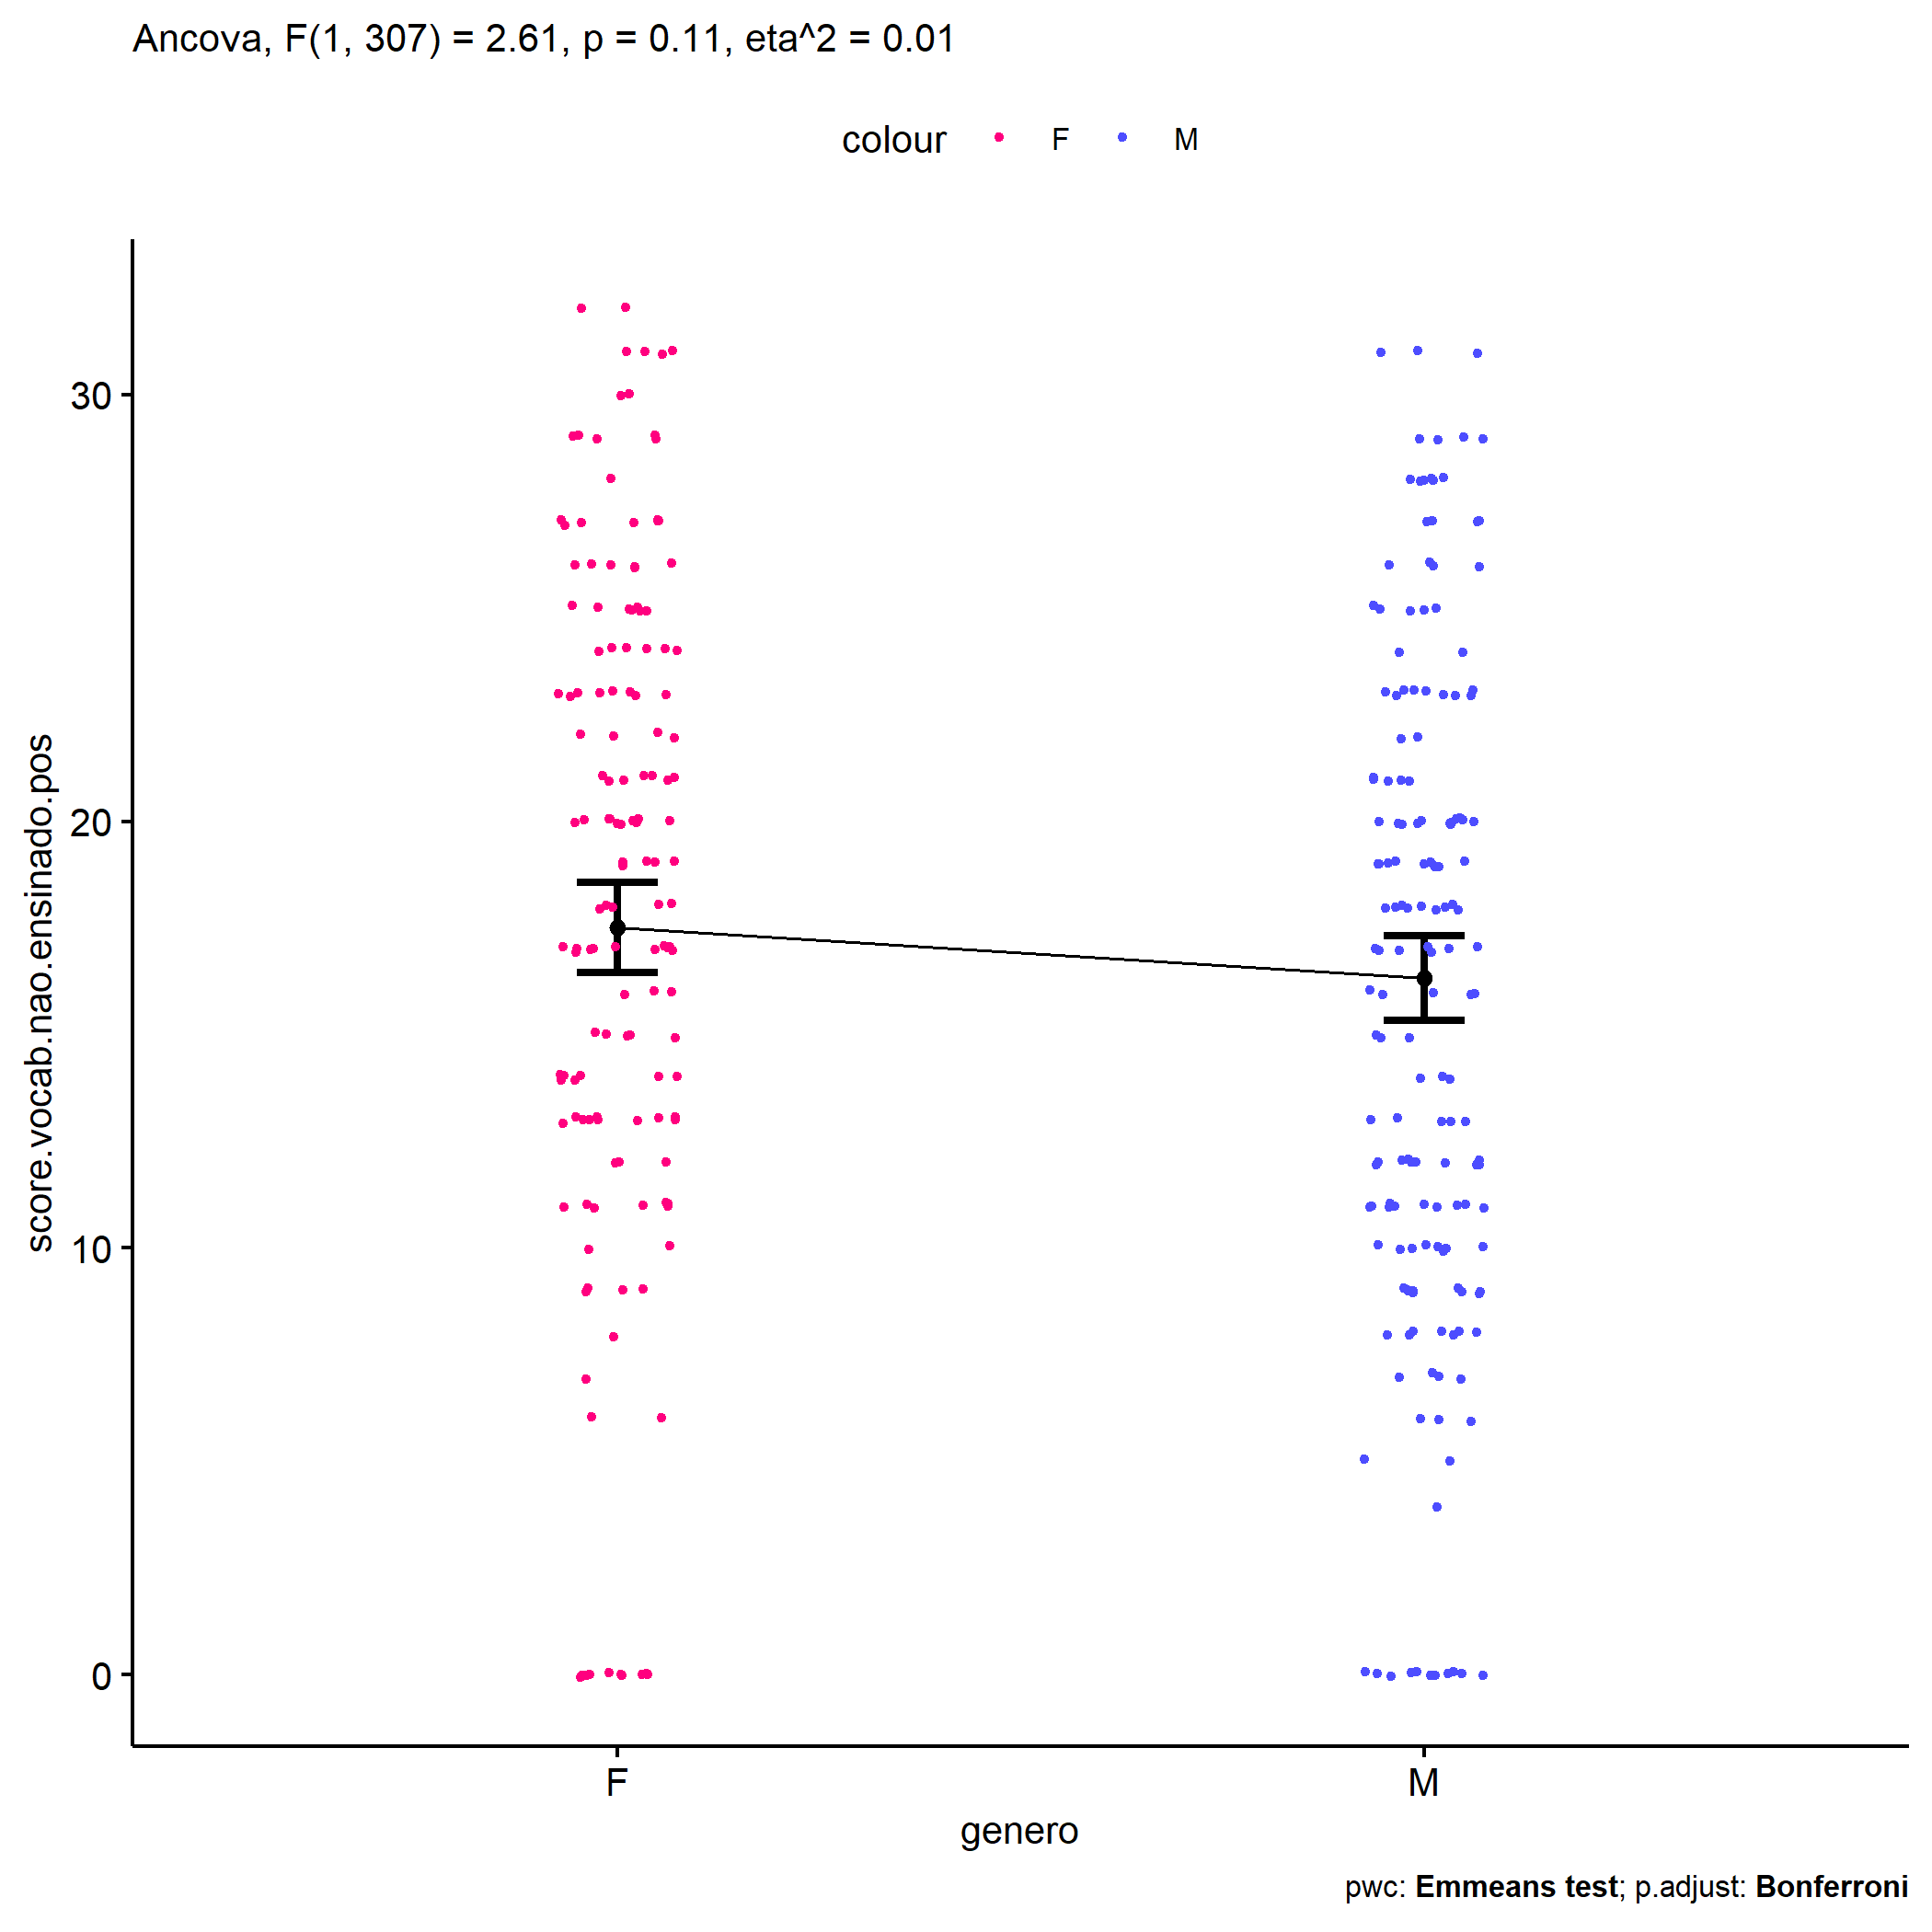 Ancova, F(1, 307) = 2.61, p = 0.11, eta^2 = 0.01
colour F M
score.vocab.nao.ensinado.pos
30
20
10
0
F M
genero
pwc: Emmeans test; p.adjust: Bonferroni